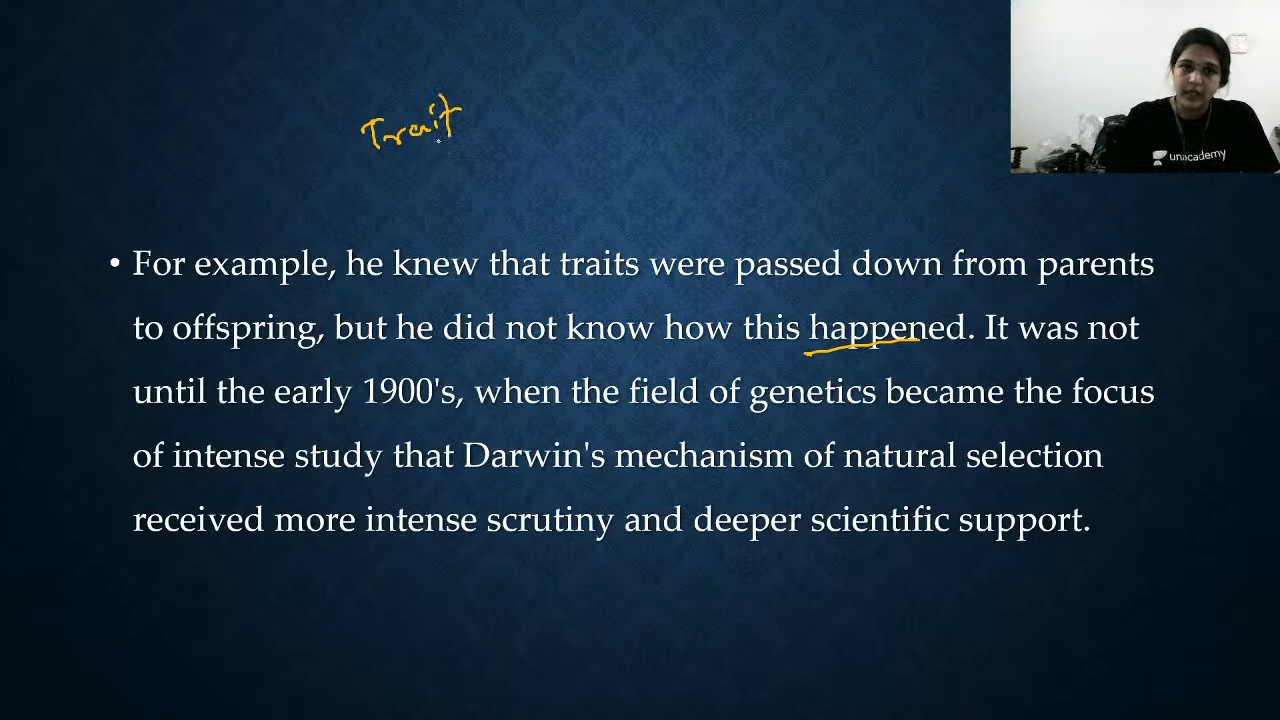 Trait
unacademy
• For example, he knew that traits were passed down from parents
to offspring, but he did not know how this happened. It was not
until the early 1900's, when the field of genetics became the focus
of intense study that Darwin's mechanism of natural selection
received more intense scrutiny and deeper scientific support.